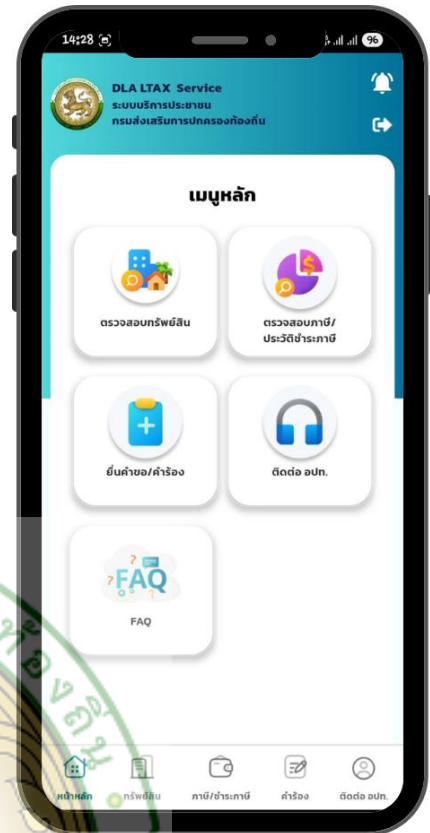 14:28
96
DLA LTAX Service
ระบบบริการประชาชน
กรมส่งเสริมการปกครองท้องถิ่น
เมนูหลัก
ตรวจสอบทรัพย์สิน
ตรวจสอบภาษี/
ประวัติชำระภาษี
ยื่นคำขอ/คำร้อง
ติดต่อ อปท.
FAQ
FAQ
ท้องถิ่น
หน้าหลัก
ทรัพย์สิน
ภาษี/ชำระภาษี
คำร้อง
ติดต่อ อปท.